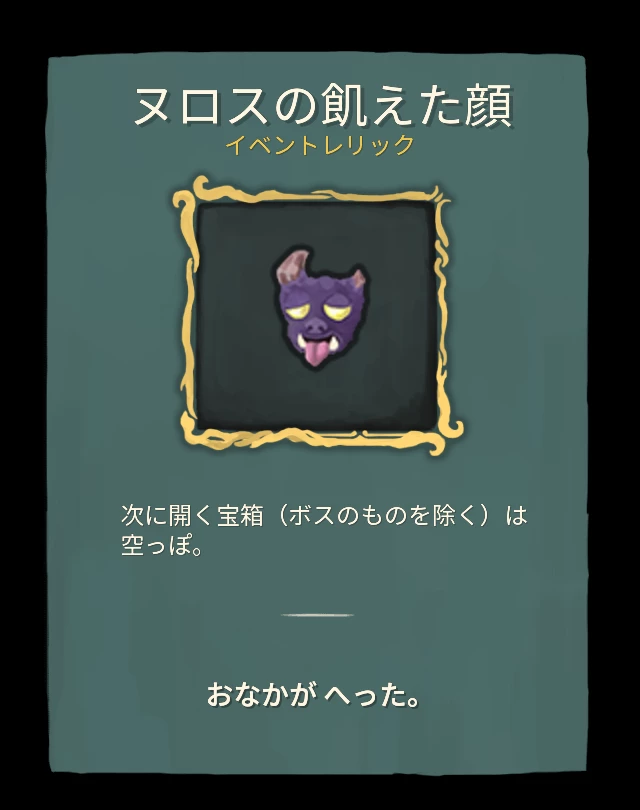 ヌロスの飢えた顔
イベントレリック
次に開く宝箱（ボスのものを除く）は
空っぽ。
おなかが へった。